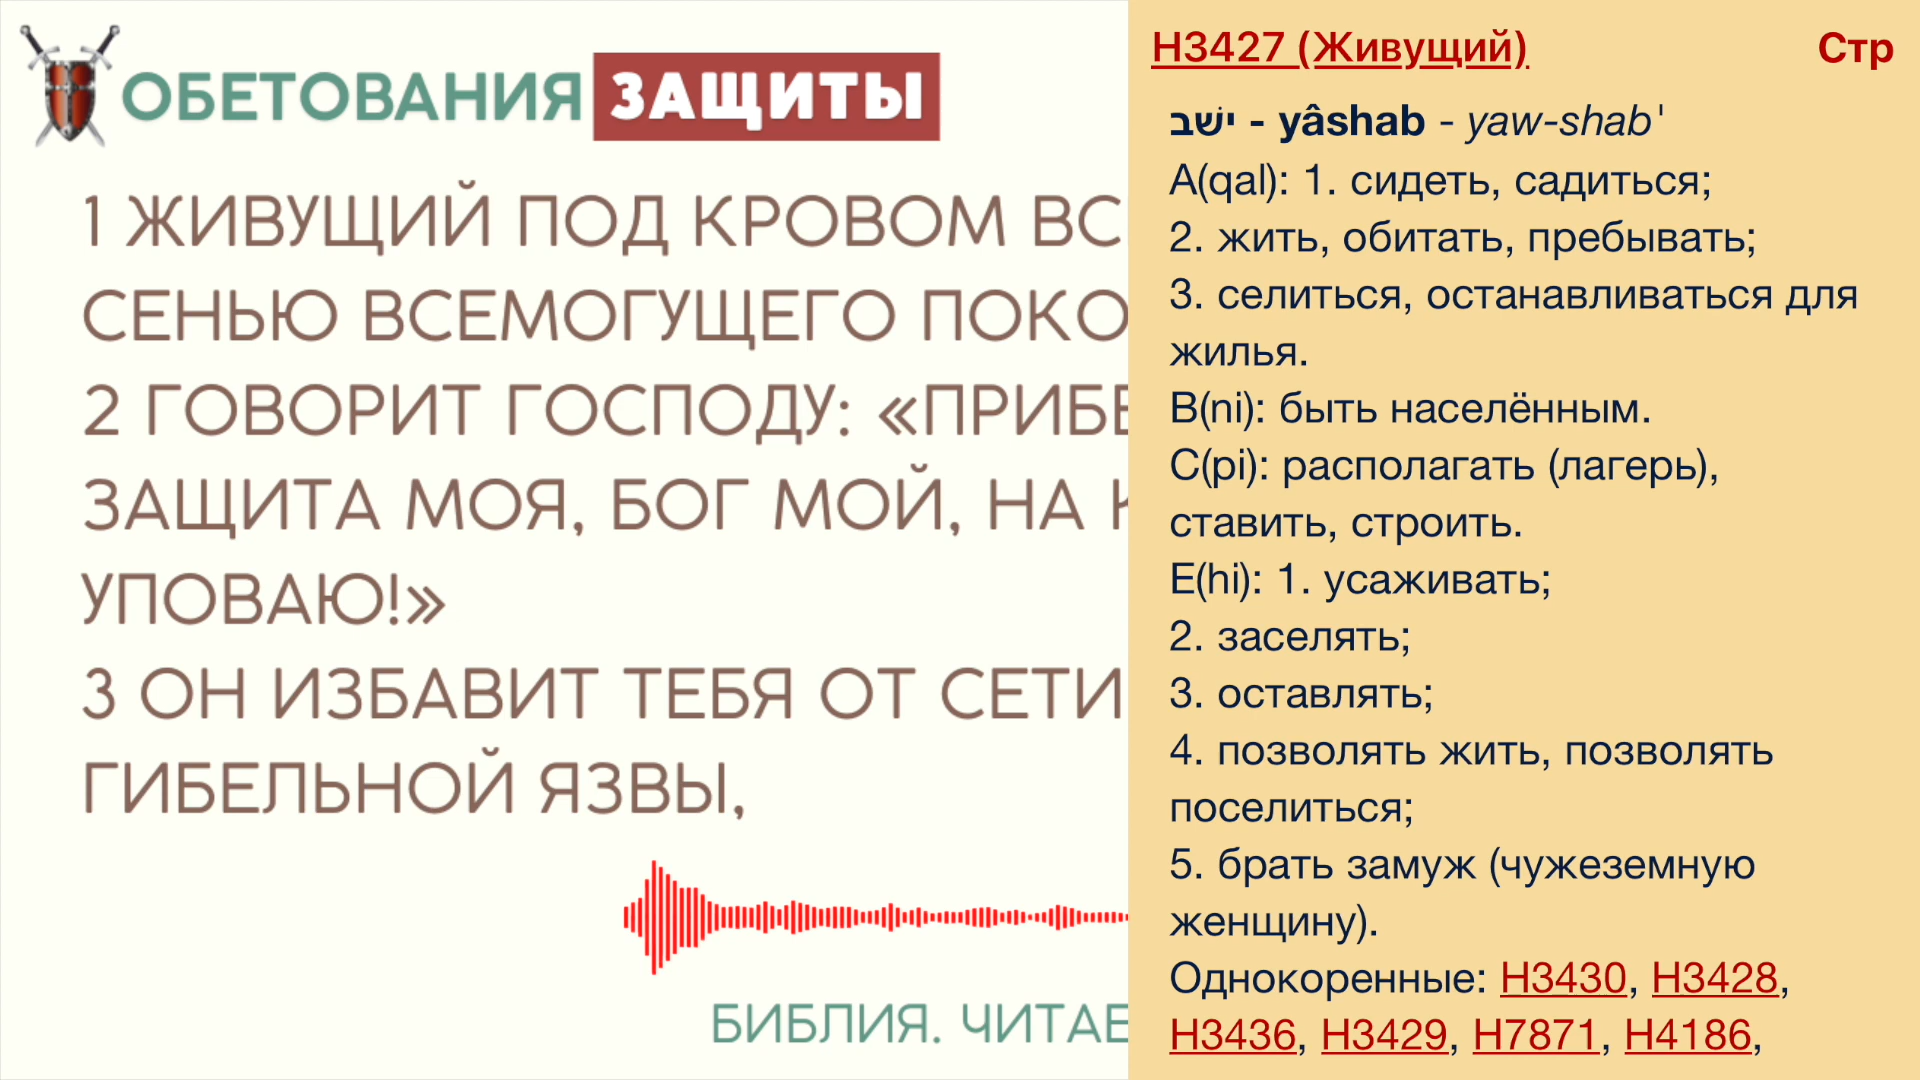 ОБЕТОВАНИЯ ЗАЩИТЫ
1 ЖИВУЩИЙ ПОД КРОВОМ
СЕНЬЮ ВСЕМОГУЩЕГО
2 ГОВОРИТ ГОСПОДУ:
ЗАЩИТА МОЯ, БОГ МОЙ, НА
УПОВАЮ!»
3 ОН ИЗБАВИТ ТЕБЯ ОТ СЕТИ
ГИБЕЛЬНОЙ ЯЗВЫ,
БИБЛИЯ.
H3427 (Живущий)
Стр
ישׁב - yâshab - yaw-shab'
A(qal): 1. сидеть, садиться;
2. жить, обитать, пребывать;
3. селиться, останавливаться для
жилья.
B(ni): быть населённым.
C(pi): располагать (лагерь),
ставить, строить.
E(hi): 1. усаживать;
2. заселять;
3. оставлять;
4. позволять жить, позволять
поселиться;
5. брать замуж (чужеземную
женщину).
Однокоренные: H3430, H3428,
H3436, H3429, H7871, H4186,